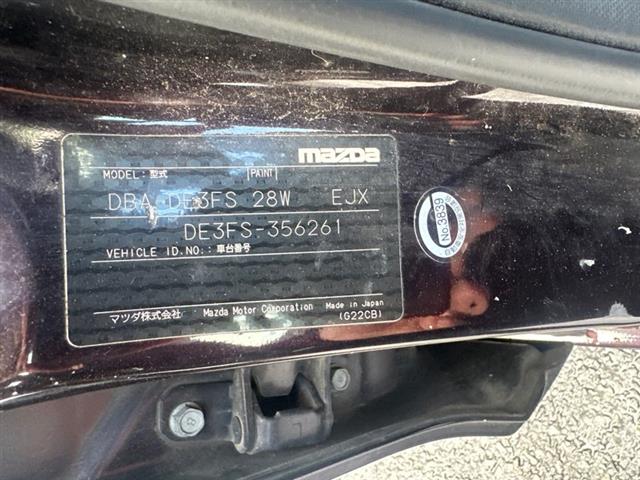 mazda
MODEL:型式 PAINT
DBA-DE3FS 28W EJX
DE3FS-356261
VEHICLE ID.NO.:車台番号
マツダ株式会社 Mazda Motor Corporation Made in Japan
(G22CB)
No.3839